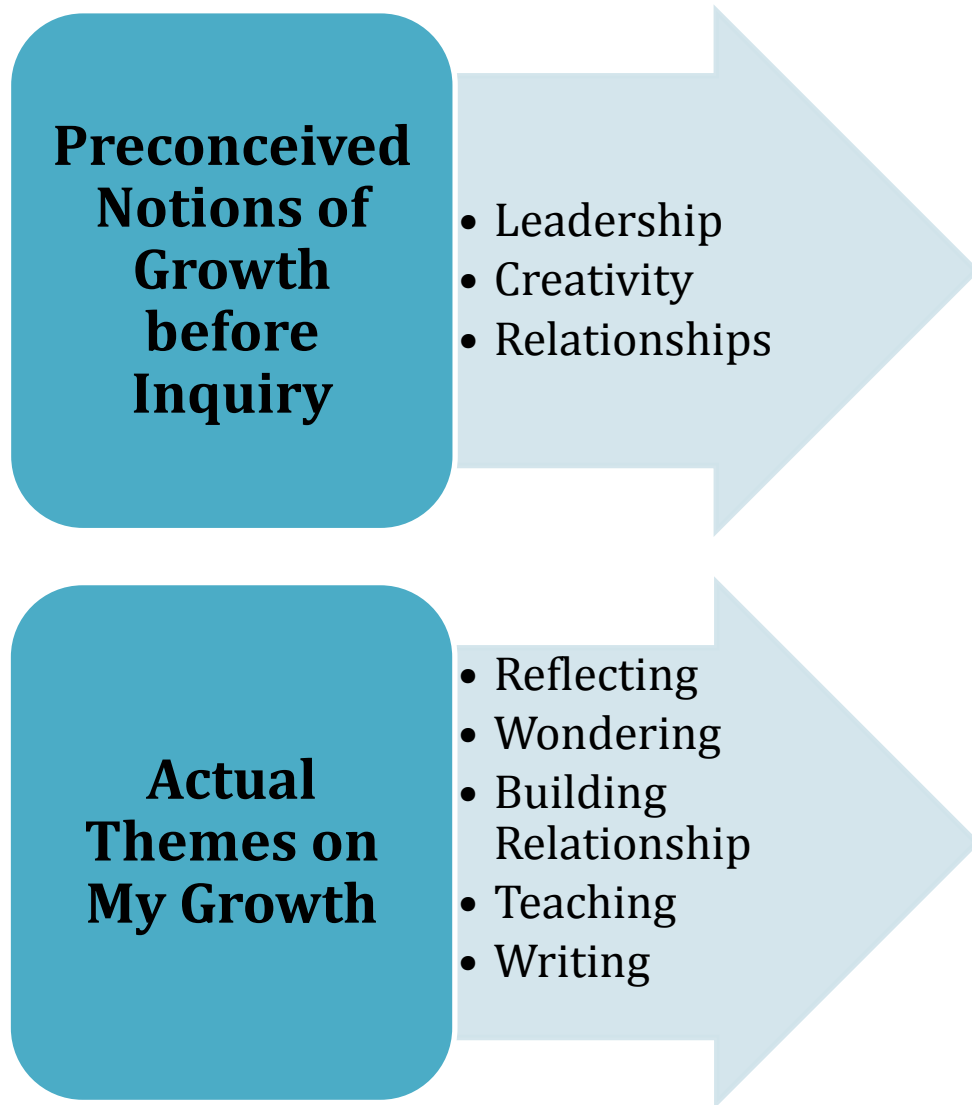 Preconceived
Notions of
Growth
before
Inquiry
• Leadership
• Creativity
• Relationships
Actual
Themes on
My Growth
• Reflecting
• Wondering
• Building
Relationship
• Teaching
• Writing